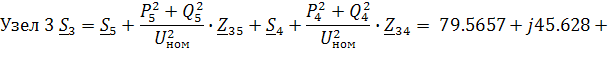 Узел 3 S̲₃ = S̲₅ + (P₅² + Q₅²)/U²ном · Z̲₃₅ + S̲₄ + (P₄² + Q₄²)/U²ном · Z̲₃₄ = 79.5657 + j45.628 +